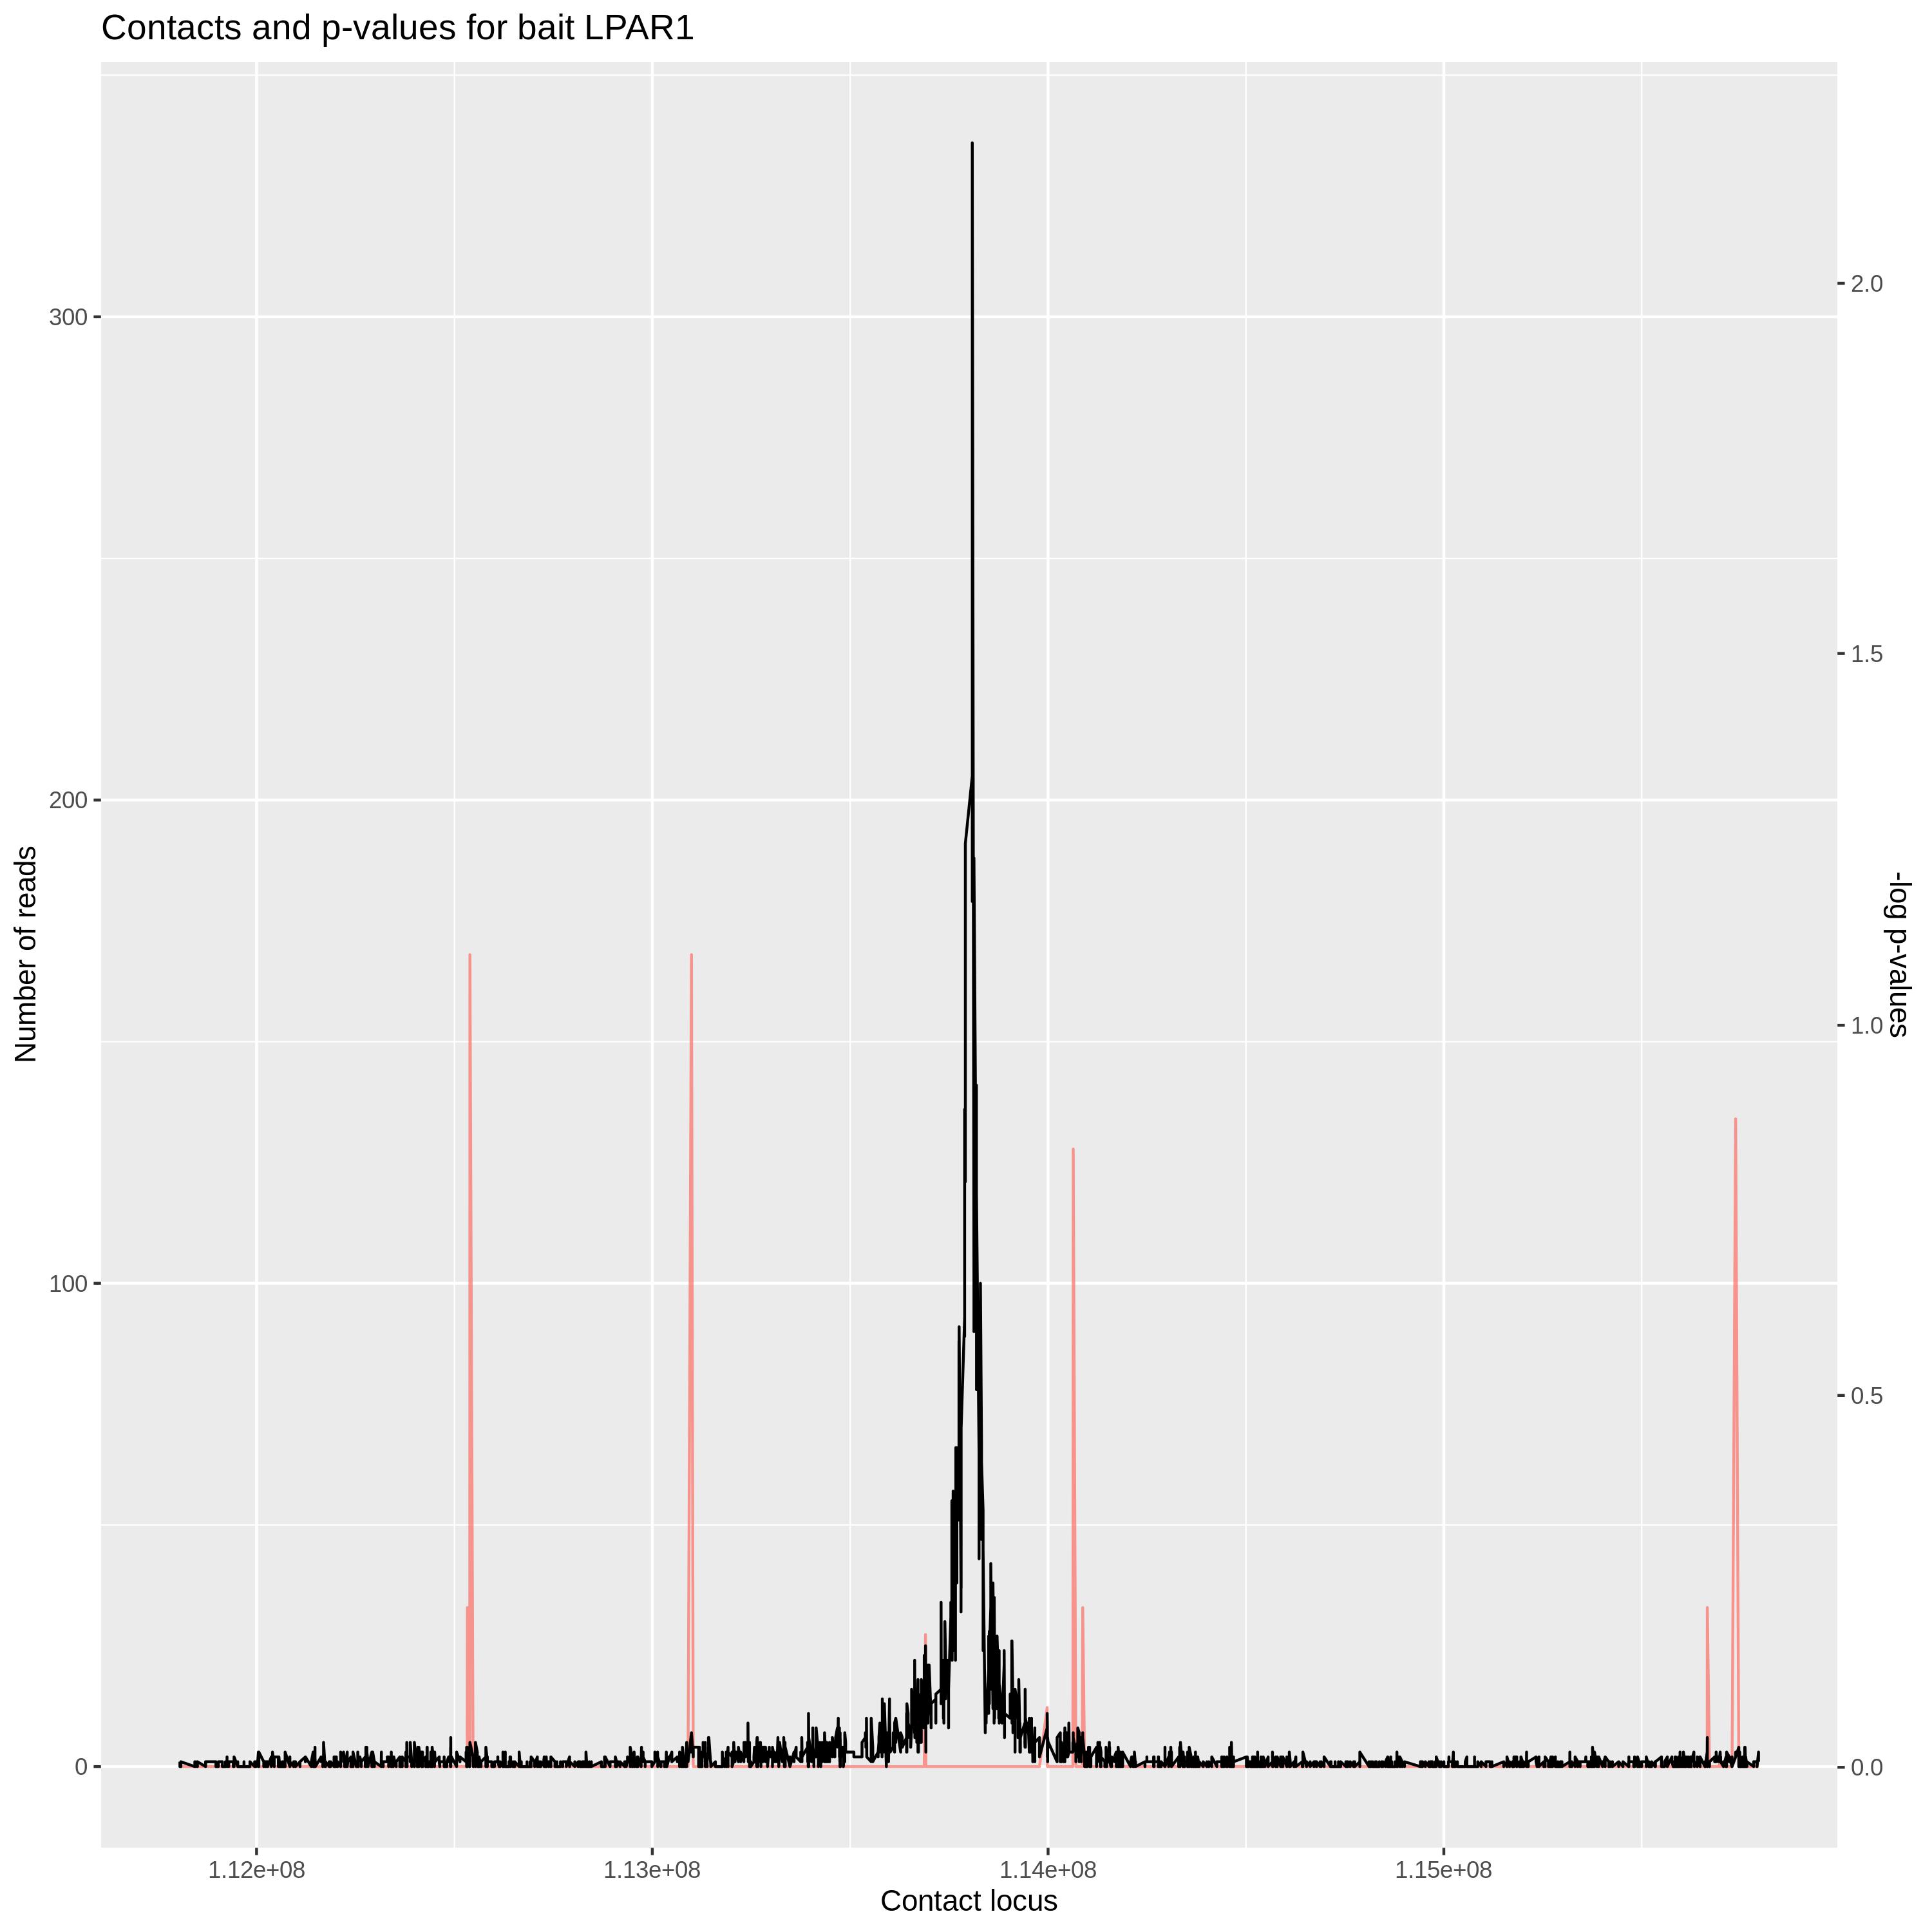 Contacts and p-values for bait LPAR1
300
200
100
0
Number of reads
2.0
1.5
1.0
0.5
0.0
-log p-values
1.12e+08
1.13e+08
1.14e+08
1.15e+08
Contact locus